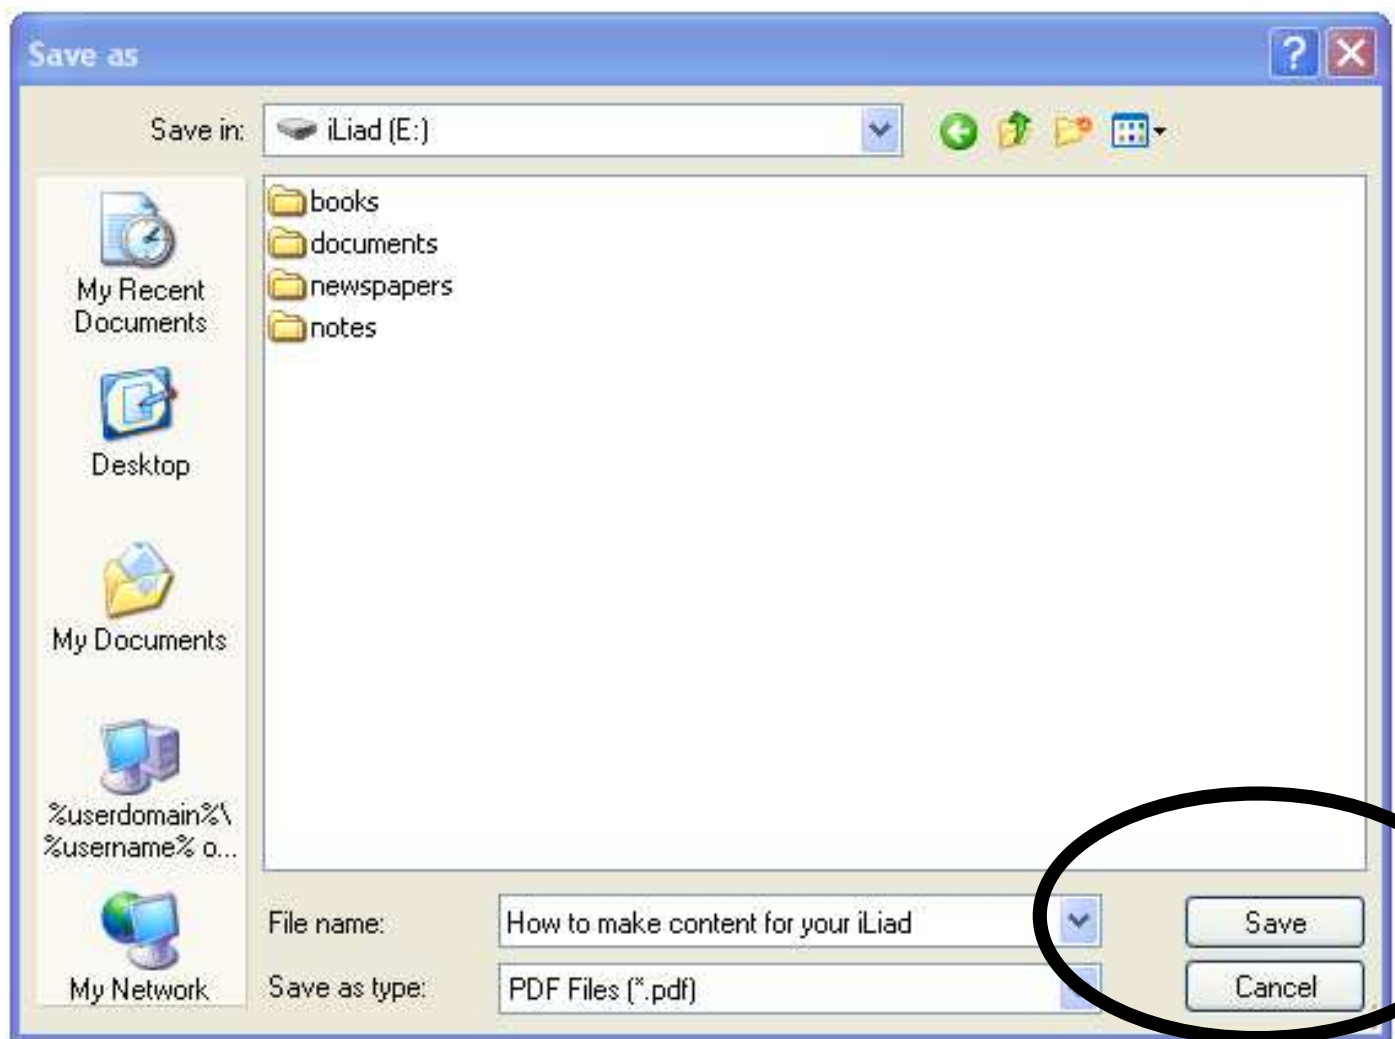 Save as
Save in:
iLiad (E:)
books
documents
newspapers
notes
My Recent
Documents
Desktop
My Documents
%userdomain%\
%username% o...
My Network
File name:
How to make content for your iLiad
Save
Save as type:
PDF Files (*.pdf)
Cancel